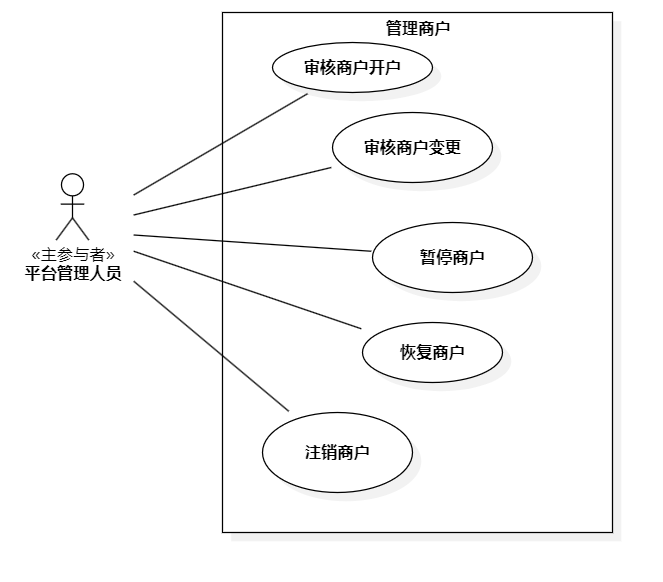 管理商户
审核商户开户
审核商户变更
«主参与者»
平台管理人员
暂停商户
恢复商户
注销商户